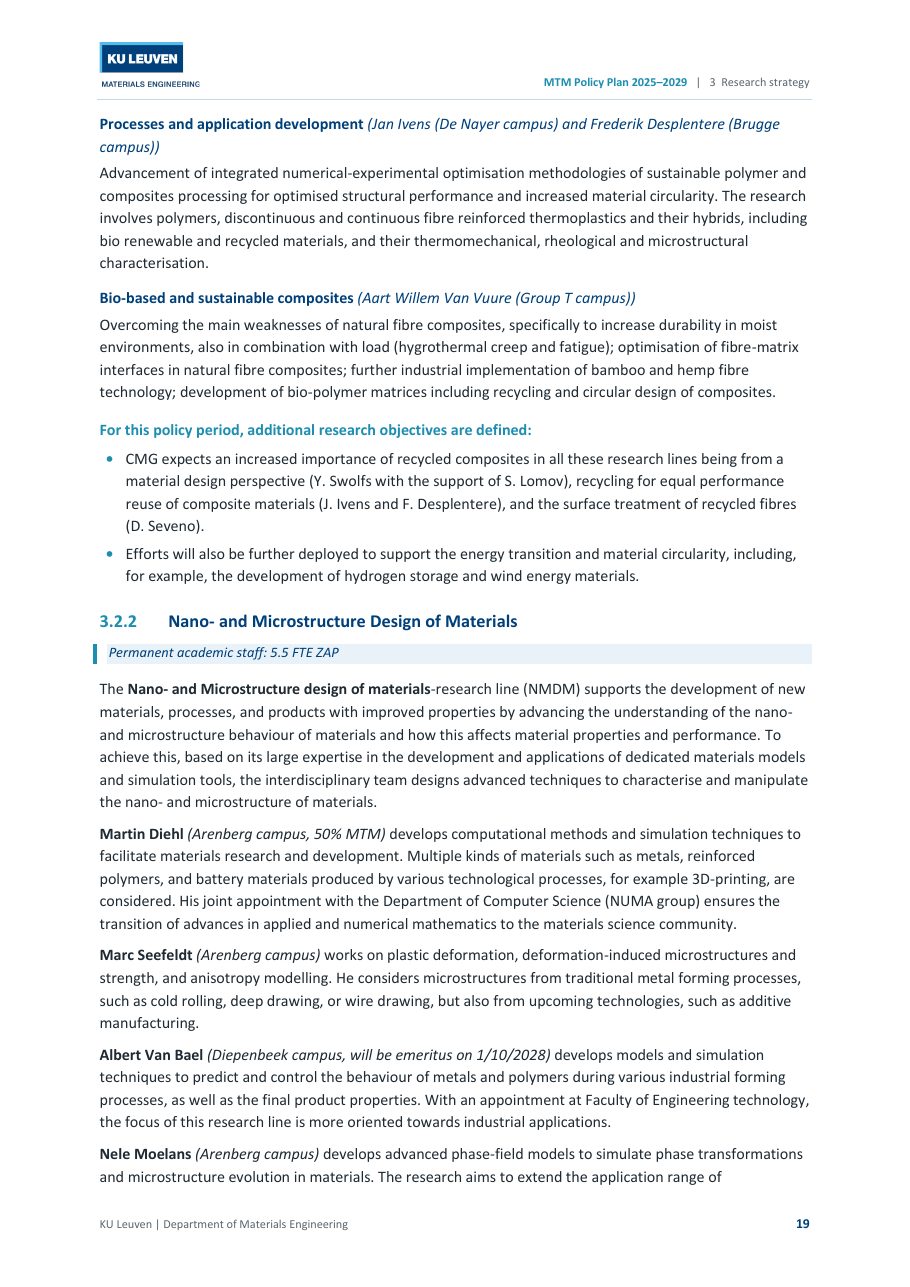 KU LEUVEN
MATERIALS ENGINEERING
MTM Policy Plan 2025–2029 | 3 Research strategy
Processes and application development (Jan Ivens (De Nayer campus) and Frederik Desplentere (Brugge
campus))
Advancement of integrated numerical-experimental optimisation methodologies of sustainable polymer and
composites processing for optimised structural performance and increased material circularity. The research
involves polymers, discontinuous and continuous fibre reinforced thermoplastics and their hybrids, including
bio renewable and recycled materials, and their thermomechanical, rheological and microstructural
characterisation.
Bio-based and sustainable composites (Aart Willem Van Vuure (Group T campus))
Overcoming the main weaknesses of natural fibre composites, specifically to increase durability in moist
environments, also in combination with load (hygrothermal creep and fatigue); optimisation of fibre-matrix
interfaces in natural fibre composites; further industrial implementation of bamboo and hemp fibre
technology; development of bio-polymer matrices including recycling and circular design of composites.
For this policy period, additional research objectives are defined:
• CMG expects an increased importance of recycled composites in all these research lines being from a
material design perspective (Y. Swolfs with the support of S. Lomov), recycling for equal performance
reuse of composite materials (J. Ivens and F. Desplentere), and the surface treatment of recycled fibres
(D. Seveno).
• Efforts will also be further deployed to support the energy transition and material circularity, including,
for example, the development of hydrogen storage and wind energy materials.
3.2.2 Nano- and Microstructure Design of Materials
Permanent academic staff: 5.5 FTE ZAP
The Nano- and Microstructure design of materials-research line (NMDM) supports the development of new
materials, processes, and products with improved properties by advancing the understanding of the nano-
and microstructure behaviour of materials and how this affects material properties and performance. To
achieve this, based on its large expertise in the development and applications of dedicated materials models
and simulation tools, the interdisciplinary team designs advanced techniques to characterise and manipulate
the nano- and microstructure of materials.
Martin Diehl (Arenberg campus, 50% MTM) develops computational methods and simulation techniques to
facilitate materials research and development. Multiple kinds of materials such as metals, reinforced
polymers, and battery materials produced by various technological processes, for example 3D-printing, are
considered. His joint appointment with the Department of Computer Science (NUMA group) ensures the
transition of advances in applied and numerical mathematics to the materials science community.
Marc Seefeldt (Arenberg campus) works on plastic deformation, deformation-induced microstructures and
strength, and anisotropy modelling. He considers microstructures from traditional metal forming processes,
such as cold rolling, deep drawing, or wire drawing, but also from upcoming technologies, such as additive
manufacturing.
Albert Van Bael (Diepenbeek campus, will be emeritus on 1/10/2028) develops models and simulation
techniques to predict and control the behaviour of metals and polymers during various industrial forming
processes, as well as the final product properties. With an appointment at Faculty of Engineering technology,
the focus of this research line is more oriented towards industrial applications.
Nele Moelans (Arenberg campus) develops advanced phase-field models to simulate phase transformations
and microstructure evolution in materials. The research aims to extend the application range of
KU Leuven | Department of Materials Engineering
19